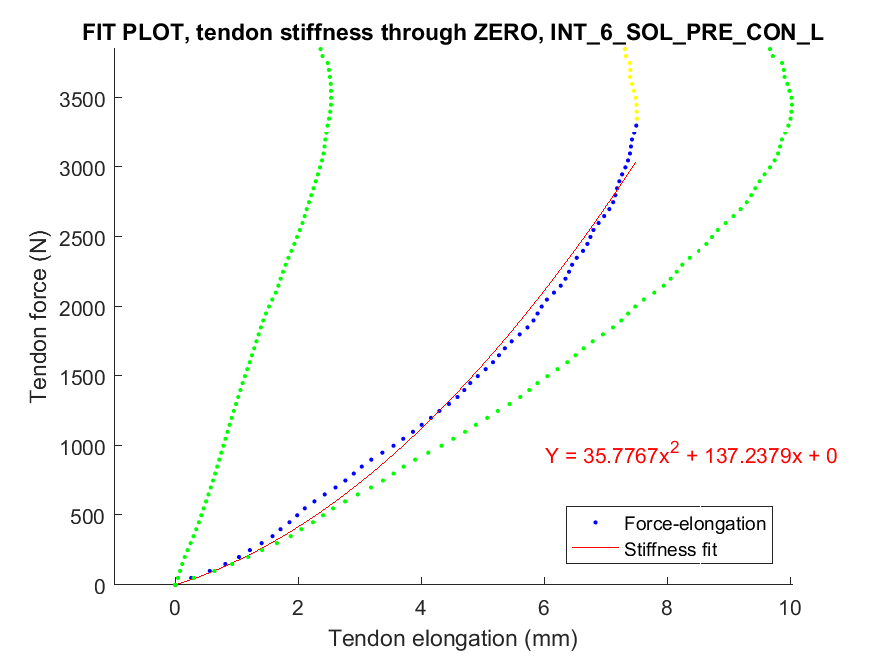 FIT PLOT, tendon stiffness through ZERO, INT_6_SOL_PRE_CON_L
3500
3000
2500
2000
1500
1000
500
0
Tendon force (N)
Y = 35.7767x² + 137.2379x + 0
Force-elongation
Stiffness fit
0 2 4 6 8 10
Tendon elongation (mm)